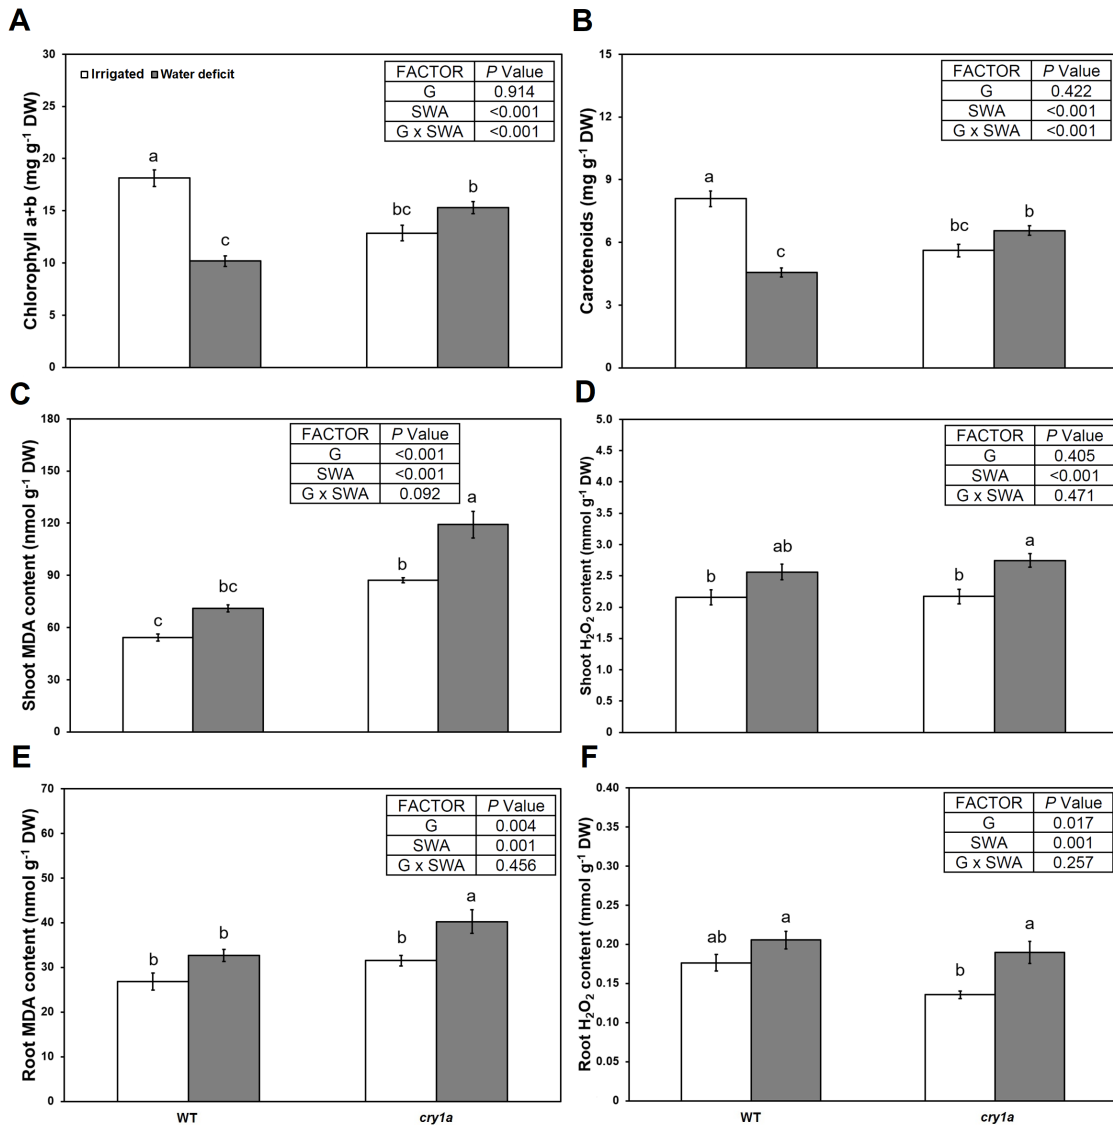 A
Chlorophyll a+b (mg g⁻¹ DW)
30
25
20
15
10
5
0
Irrigated Water deficit
FACTOR P Value
G 0.914
SWA <0.001
G x SWA <0.001
a
c
bc
b
B
Carotenoids (mg g⁻¹ DW)
15
12
9
6
3
0
FACTOR P Value
G 0.422
SWA <0.001
G x SWA <0.001
a
c
bc
b
C
Shoot MDA content (nmol g⁻¹ DW)
180
150
120
90
60
30
0
FACTOR P Value
G <0.001
SWA <0.001
G x SWA 0.092
c
bc
b
a
D
Shoot H₂O₂ content (mmol g⁻¹ DW)
5.0
4.5
4.0
3.5
3.0
2.5
2.0
1.5
1.0
0.5
0.0
FACTOR P Value
G 0.405
SWA <0.001
G x SWA 0.471
b
ab
b
a
E
Root MDA content (nmol g⁻¹ DW)
70
60
50
40
30
20
10
0
FACTOR P Value
G 0.004
SWA 0.001
G x SWA 0.456
b
b
b
a
WT cry1a
F
Root H₂O₂ content (mmol g⁻¹ DW)
0.40
0.35
0.30
0.25
0.20
0.15
0.10
0.05
0.00
FACTOR P Value
G 0.017
SWA 0.001
G x SWA 0.257
ab
a
b
a
WT cry1a